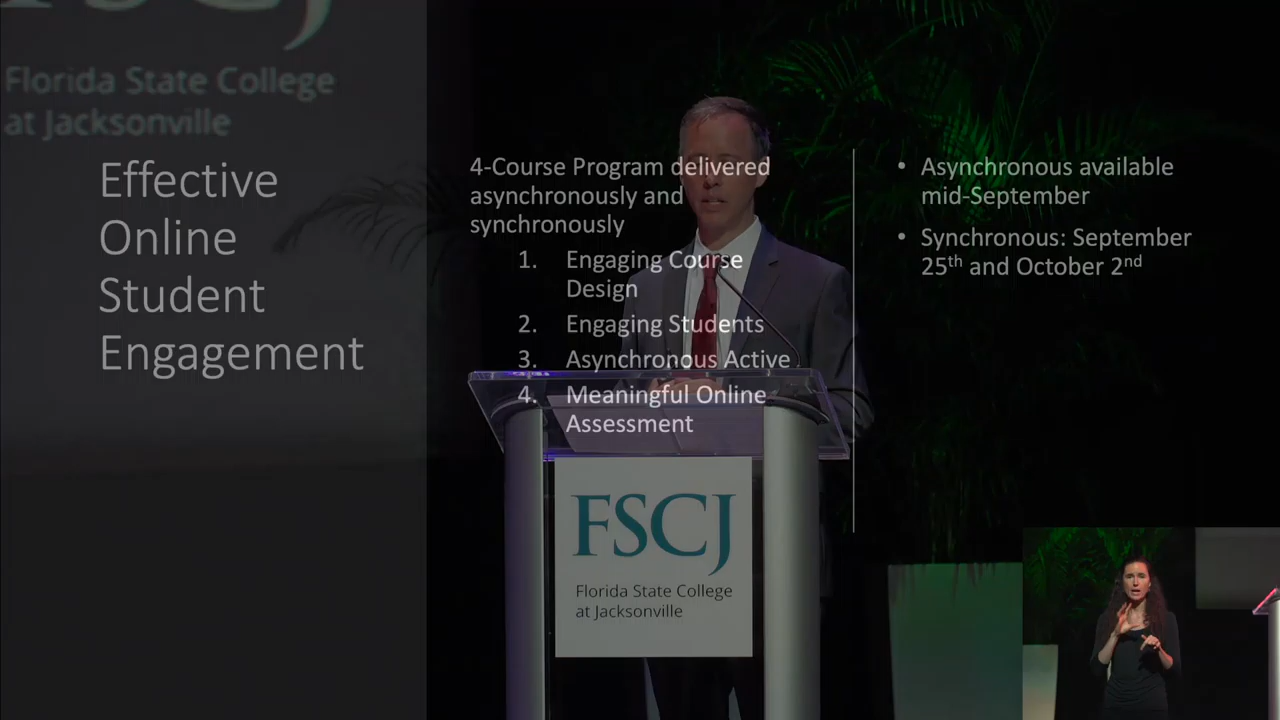 FSCJ
Florida State College
at Jacksonville
Effective
Online
Student
Engagement
4-Course Program delivered
asynchronously and
synchronously
1. Engaging Course
Design
2. Engaging Students
3. Asynchronous Active
4. Meaningful Online
Assessment
• Asynchronous available
mid-September
• Synchronous: September
25th and October 2nd
FSCJ
Florida State College
at Jacksonville